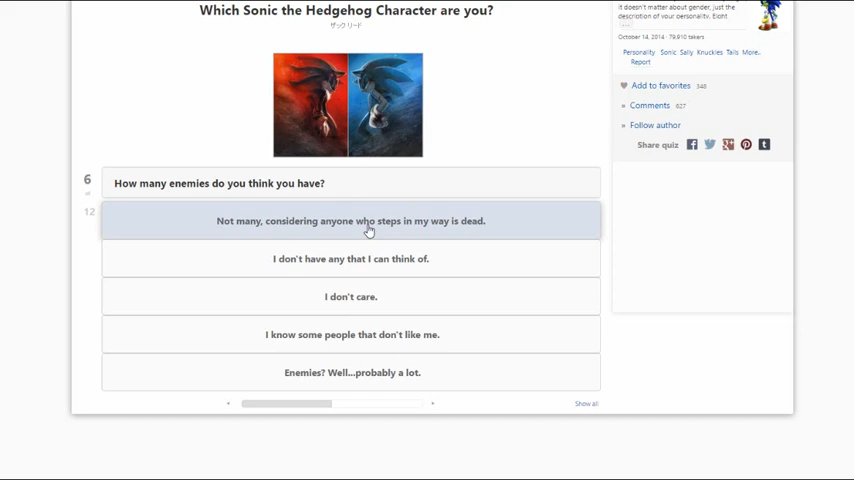 Which Sonic the Hedgehog Character are you?
ザック リード
it doesn't matter about gender, just the
description of your personality. Eight
...
October 14, 2014 · 79,910 takers
Personality Sonic Sally Knuckles Tails More..
Report
Add to favorites 348
» Comments 627
» Follow author
Share quiz
6
of
12
How many enemies do you think you have?
Not many, considering anyone who steps in my way is dead.
I don't have any that I can think of.
I don't care.
I know some people that don't like me.
Enemies? Well...probably a lot.
Show all